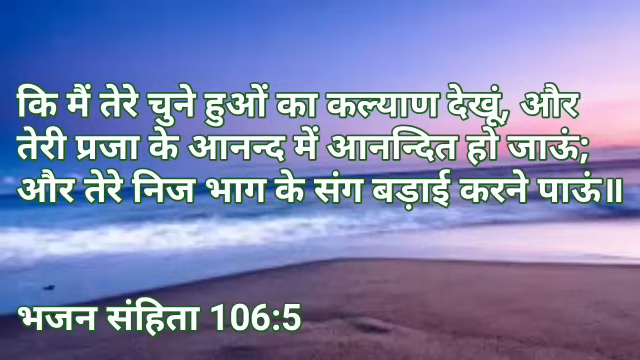 कि मैं तेरे चुने हुओं का कल्याण देखूं, और
तेरी प्रजा के आनन्द में आनन्दित हो जाऊं;
और तेरे निज भाग के संग बड़ाई करने पाऊं॥
भजन संहिता 106:5